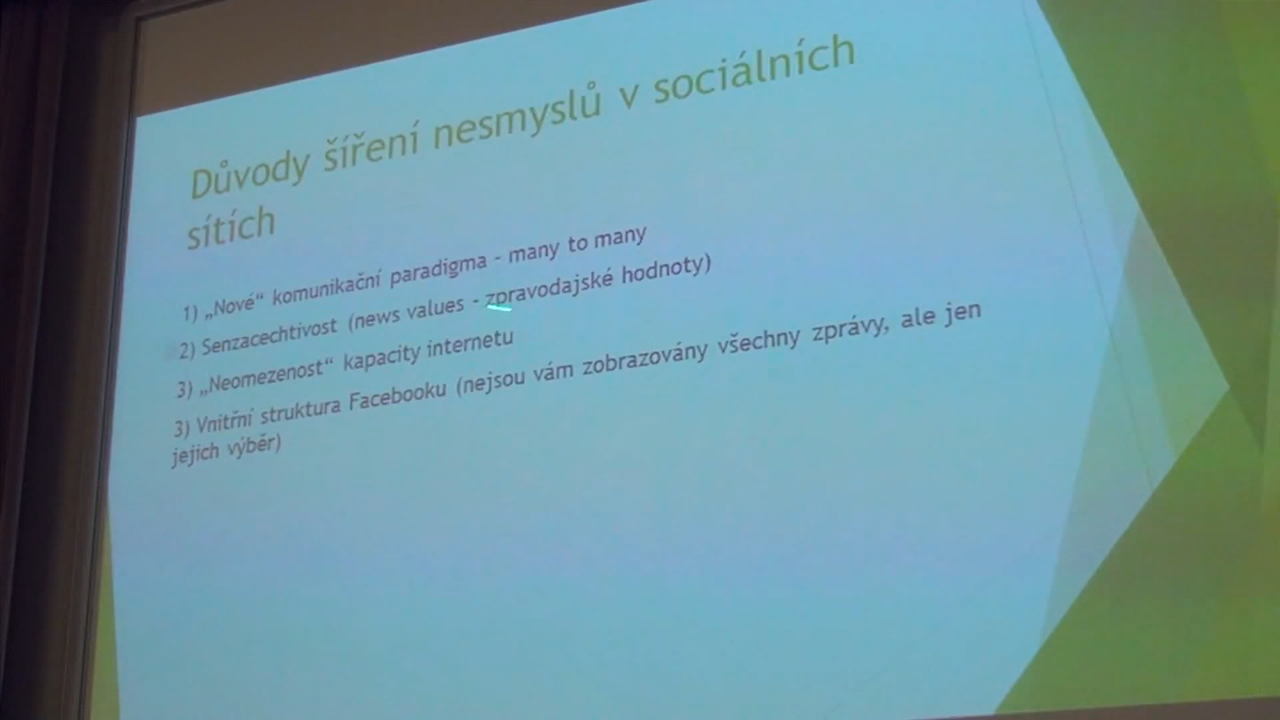 Důvody šíření nesmyslů v sociálních
sítích
1) „Nové“ komunikační paradigma - many to many
2) Senzacechtivost (news values - zpravodajské hodnoty)
3) „Neomezenost“ kapacity internetu
3) Vnitřní struktura Facebooku (nejsou vám zobrazovány všechny zprávy, ale jen
jejich výběr)